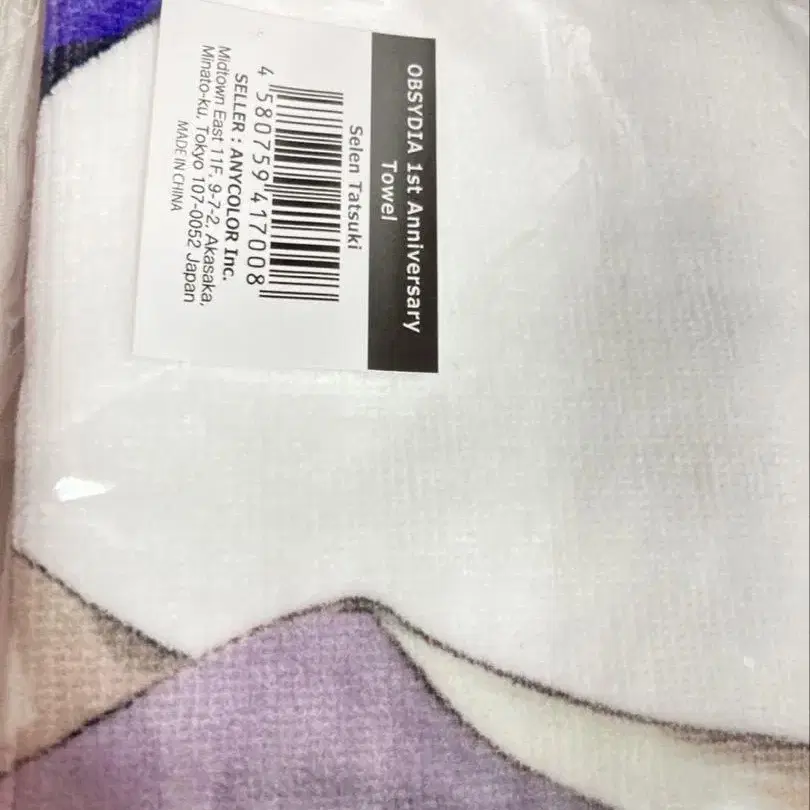 OBSYDIA 1st Anniversary
Towel
Selen Tatsuki
4 580759 417008
SELLER : ANYCOLOR Inc.
Midtown East 11F, 9-7-2, Akasaka,
Minato-ku, Tokyo 107-0052 Japan
MADE IN CHINA